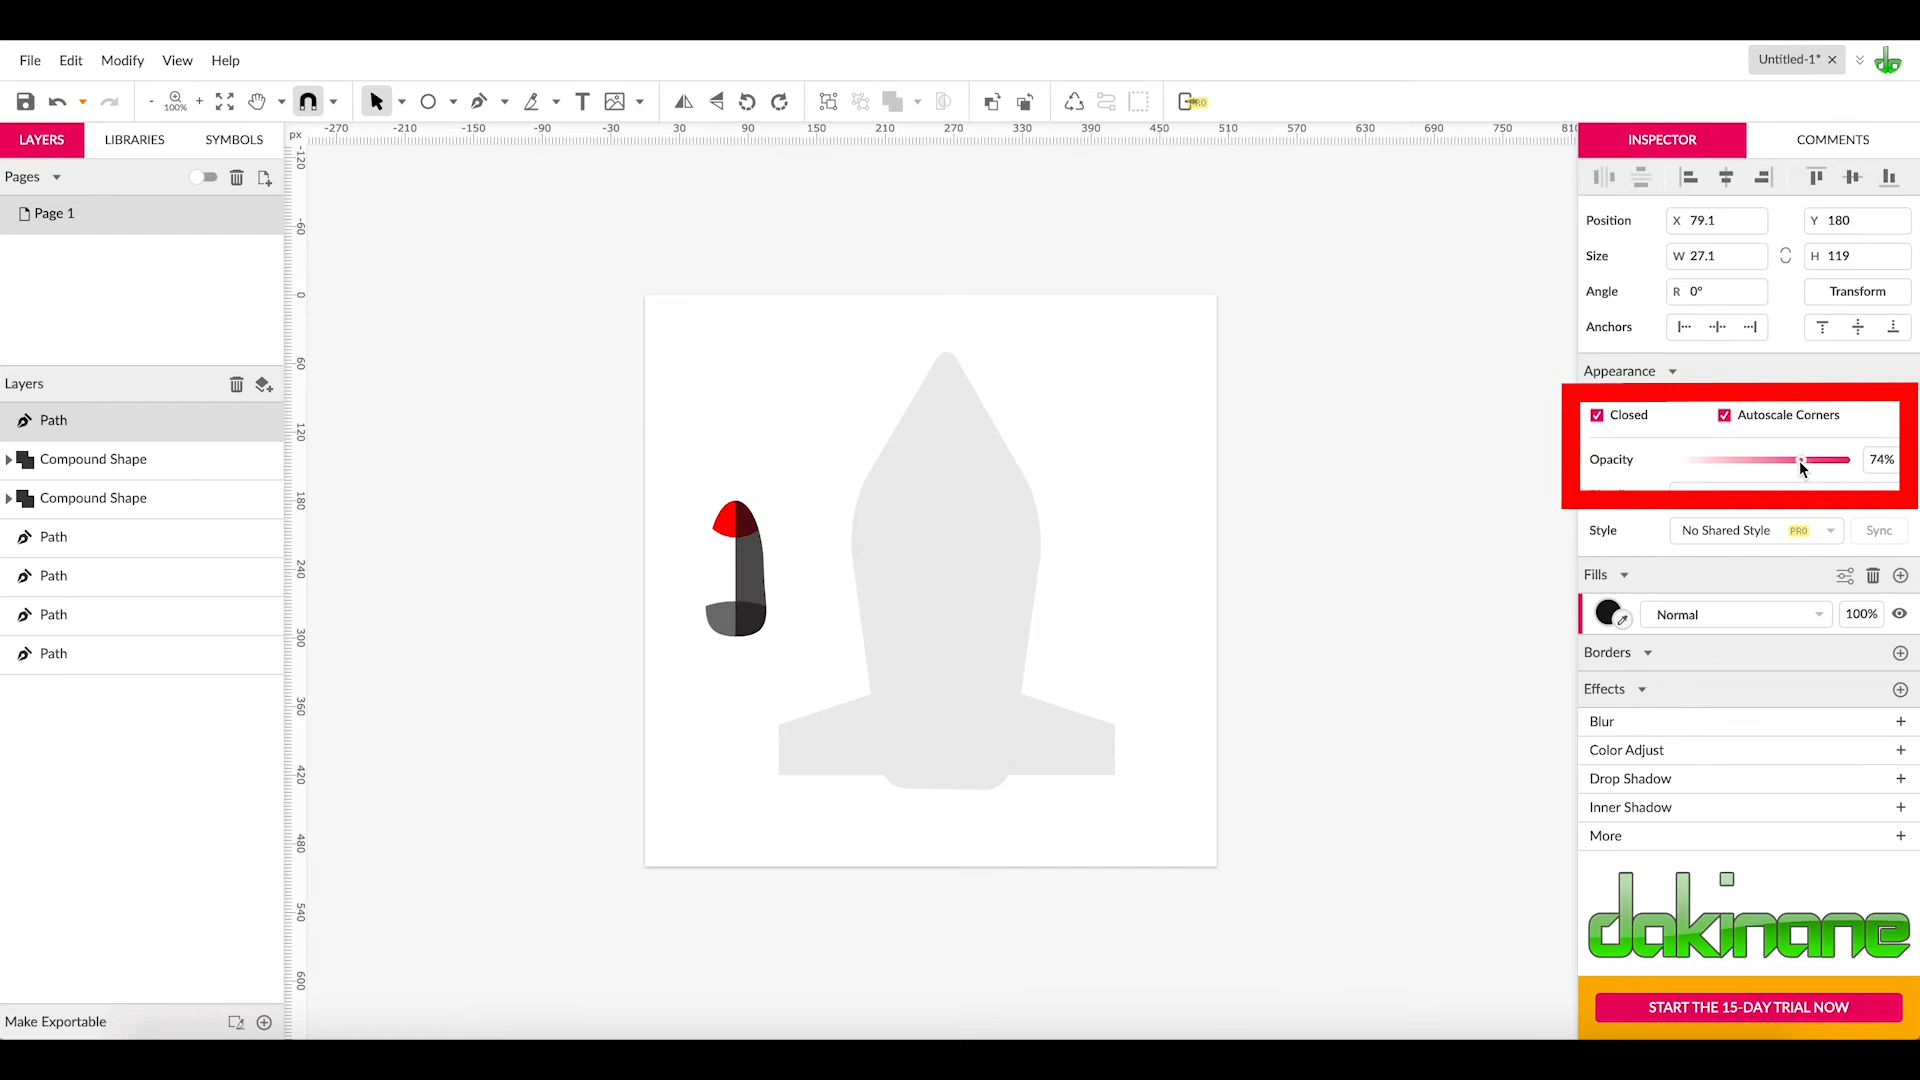 File Edit Modify View Help
Untitled-1* ×
- 100% + PRO
LAYERS LIBRARIES SYMBOLS
px -270 -210 -150 -90 -30 30 90 150 210 270 330 390 450 510 570 630 690 750 810
INSPECTOR COMMENTS
Pages
Page 1
-120
-60
0
60
120
180
240
300
360
420
480
540
600
Layers
Path
Compound Shape
Compound Shape
Path
Path
Path
Path
Make Exportable
Position X 79.1 Y 180
Size W 27.1 H 119
Angle R 0° Transform
Anchors
Appearance
Closed Autoscale Corners
Opacity 74%
Style No Shared Style PRO Sync
Fills
Normal 100%
Borders
Effects
Blur +
Color Adjust +
Drop Shadow +
Inner Shadow +
More +
dakinane
START THE 15-DAY TRIAL NOW